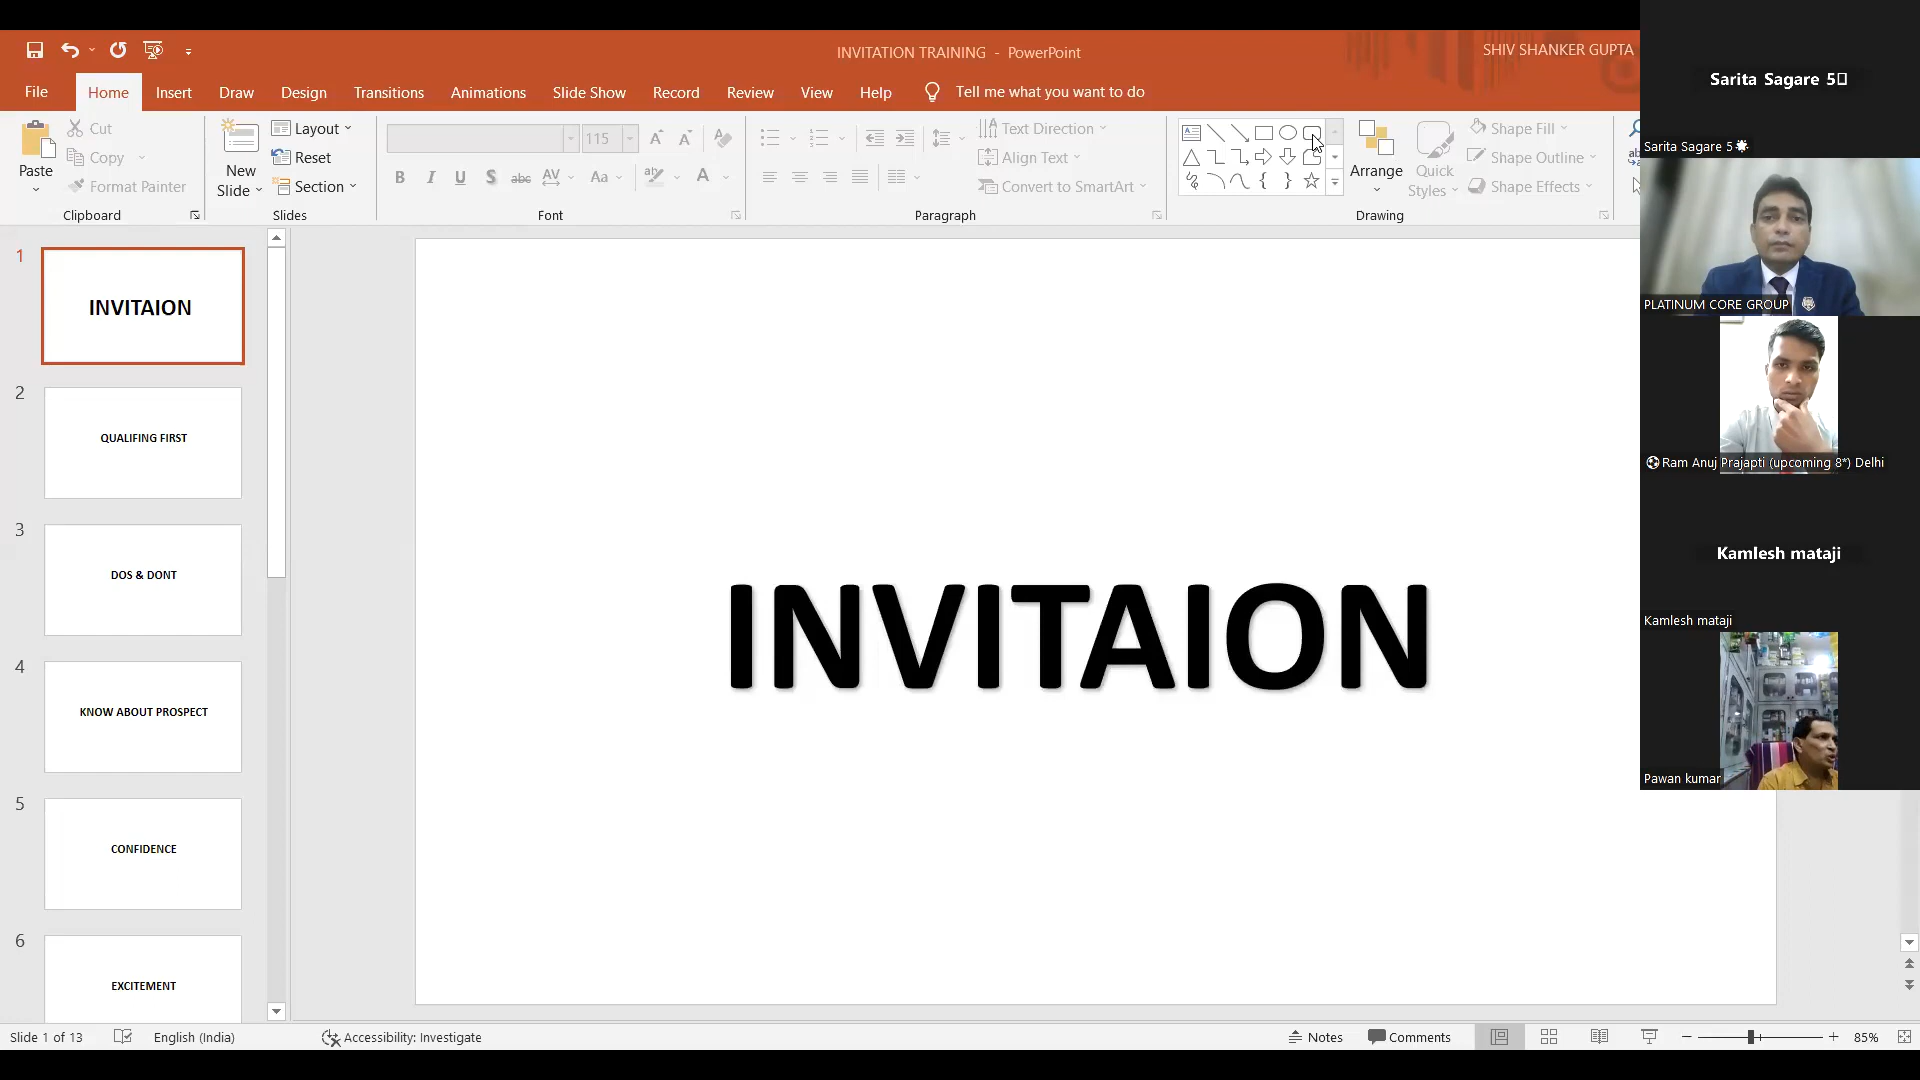 INVITATION TRAINING - PowerPoint
SHIV SHANKER GUPTA
File Home Insert Draw Design Transitions Animations Slide Show Record Review View Help Tell me what you want to do
Paste
Cut
Copy
Format Painter
Clipboard
New Slide
Layout
Reset
Section
Slides
115
B I U S abc AV Aa A
Font
Text Direction
Align Text
Convert to SmartArt
Paragraph
Arrange
Quick Styles
Shape Fill
Shape Outline
Shape Effects
Drawing
1
INVITAION
2
QUALIFING FIRST
3
DOS & DONT
4
KNOW ABOUT PROSPECT
5
CONFIDENCE
6
EXCITEMENT
INVITAION
Sarita Sagare 5
Sarita Sagare 5
PLATINUM CORE GROUP
Ram Anuj Prajapti (upcoming 8*) Delhi
Kamlesh mataji
Kamlesh mataji
Pawan kumar
Slide 1 of 13 English (India) Accessibility: Investigate Notes Comments 85%